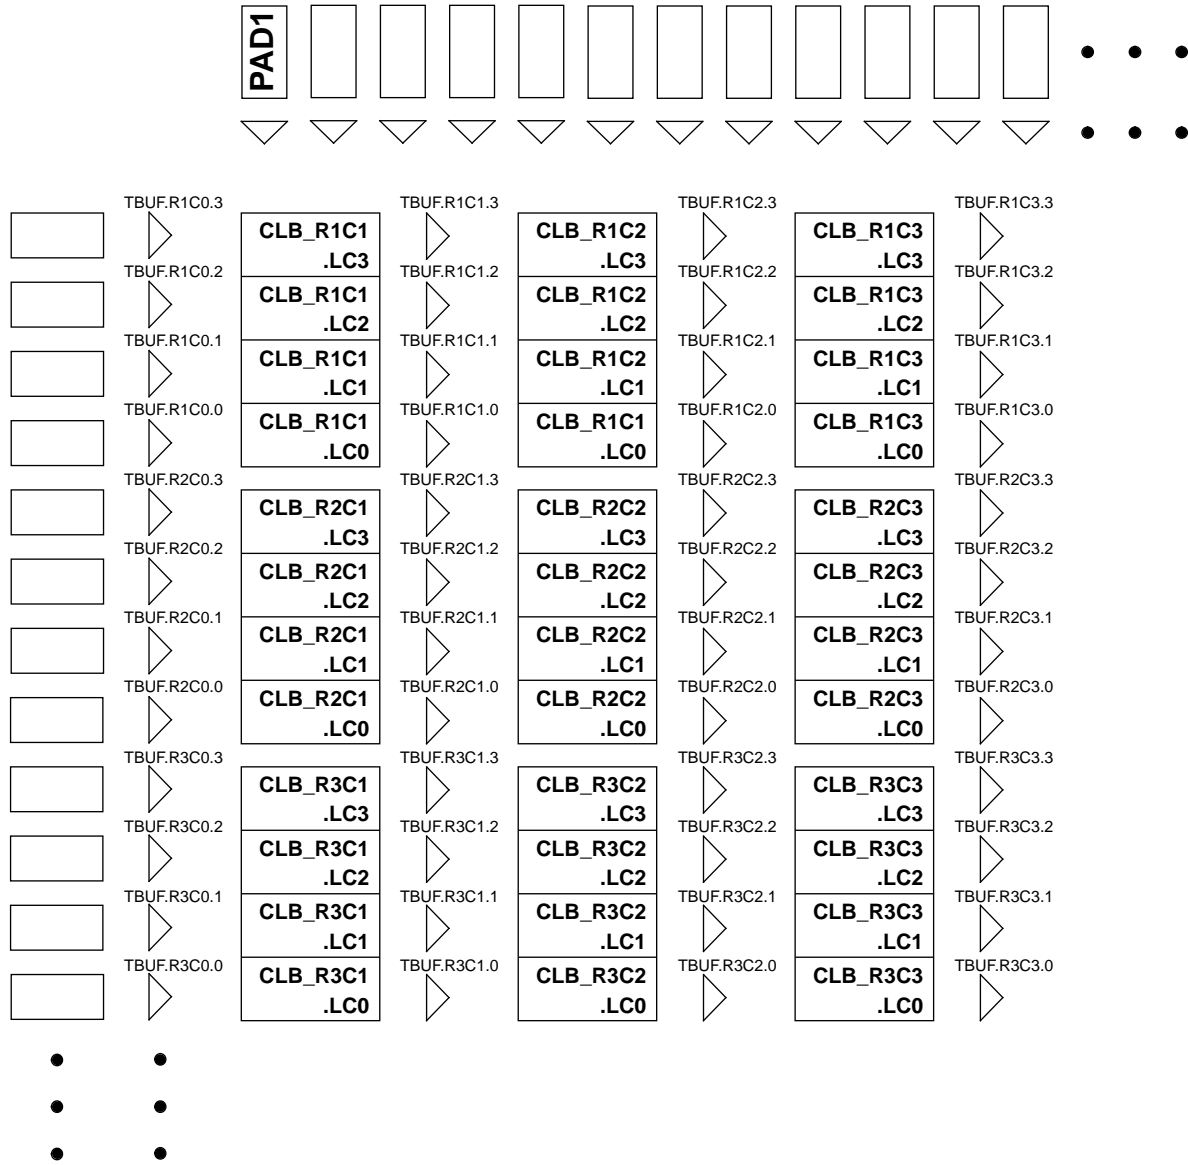 PAD1
TBUF.R1C0.3 TBUF.R1C1.3 TBUF.R1C2.3 TBUF.R1C3.3
CLB_R1C1 CLB_R1C2 CLB_R1C3
.LC3 .LC3 .LC3
TBUF.R1C0.2 TBUF.R1C1.2 TBUF.R1C2.2 TBUF.R1C3.2
CLB_R1C1 CLB_R1C2 CLB_R1C3
.LC2 .LC2 .LC2
TBUF.R1C0.1 TBUF.R1C1.1 TBUF.R1C2.1 TBUF.R1C3.1
CLB_R1C1 CLB_R1C2 CLB_R1C3
.LC1 .LC1 .LC1
TBUF.R1C0.0 TBUF.R1C1.0 TBUF.R1C2.0 TBUF.R1C3.0
CLB_R1C1 CLB_R1C1 CLB_R1C3
.LC0 .LC0 .LC0
TBUF.R2C0.3 TBUF.R2C1.3 TBUF.R2C2.3 TBUF.R2C3.3
CLB_R2C1 CLB_R2C2 CLB_R2C3
.LC3 .LC3 .LC3
TBUF.R2C0.2 TBUF.R2C1.2 TBUF.R2C2.2 TBUF.R2C3.2
CLB_R2C1 CLB_R2C2 CLB_R2C3
.LC2 .LC2 .LC2
TBUF.R2C0.1 TBUF.R2C1.1 TBUF.R2C2.1 TBUF.R2C3.1
CLB_R2C1 CLB_R2C2 CLB_R2C3
.LC1 .LC1 .LC1
TBUF.R2C0.0 TBUF.R2C1.0 TBUF.R2C2.0 TBUF.R2C3.0
CLB_R2C1 CLB_R2C2 CLB_R2C3
.LC0 .LC0 .LC0
TBUF.R3C0.3 TBUF.R3C1.3 TBUF.R3C2.3 TBUF.R3C3.3
CLB_R3C1 CLB_R3C2 CLB_R3C3
.LC3 .LC3 .LC3
TBUF.R3C0.2 TBUF.R3C1.2 TBUF.R3C2.2 TBUF.R3C3.2
CLB_R3C1 CLB_R3C2 CLB_R3C3
.LC2 .LC2 .LC2
TBUF.R3C0.1 TBUF.R3C1.1 TBUF.R3C2.1 TBUF.R3C3.1
CLB_R3C1 CLB_R3C2 CLB_R3C3
.LC1 .LC1 .LC1
TBUF.R3C0.0 TBUF.R3C1.0 TBUF.R3C2.0 TBUF.R3C3.0
CLB_R3C1 CLB_R3C2 CLB_R3C3
.LC0 .LC0 .LC0